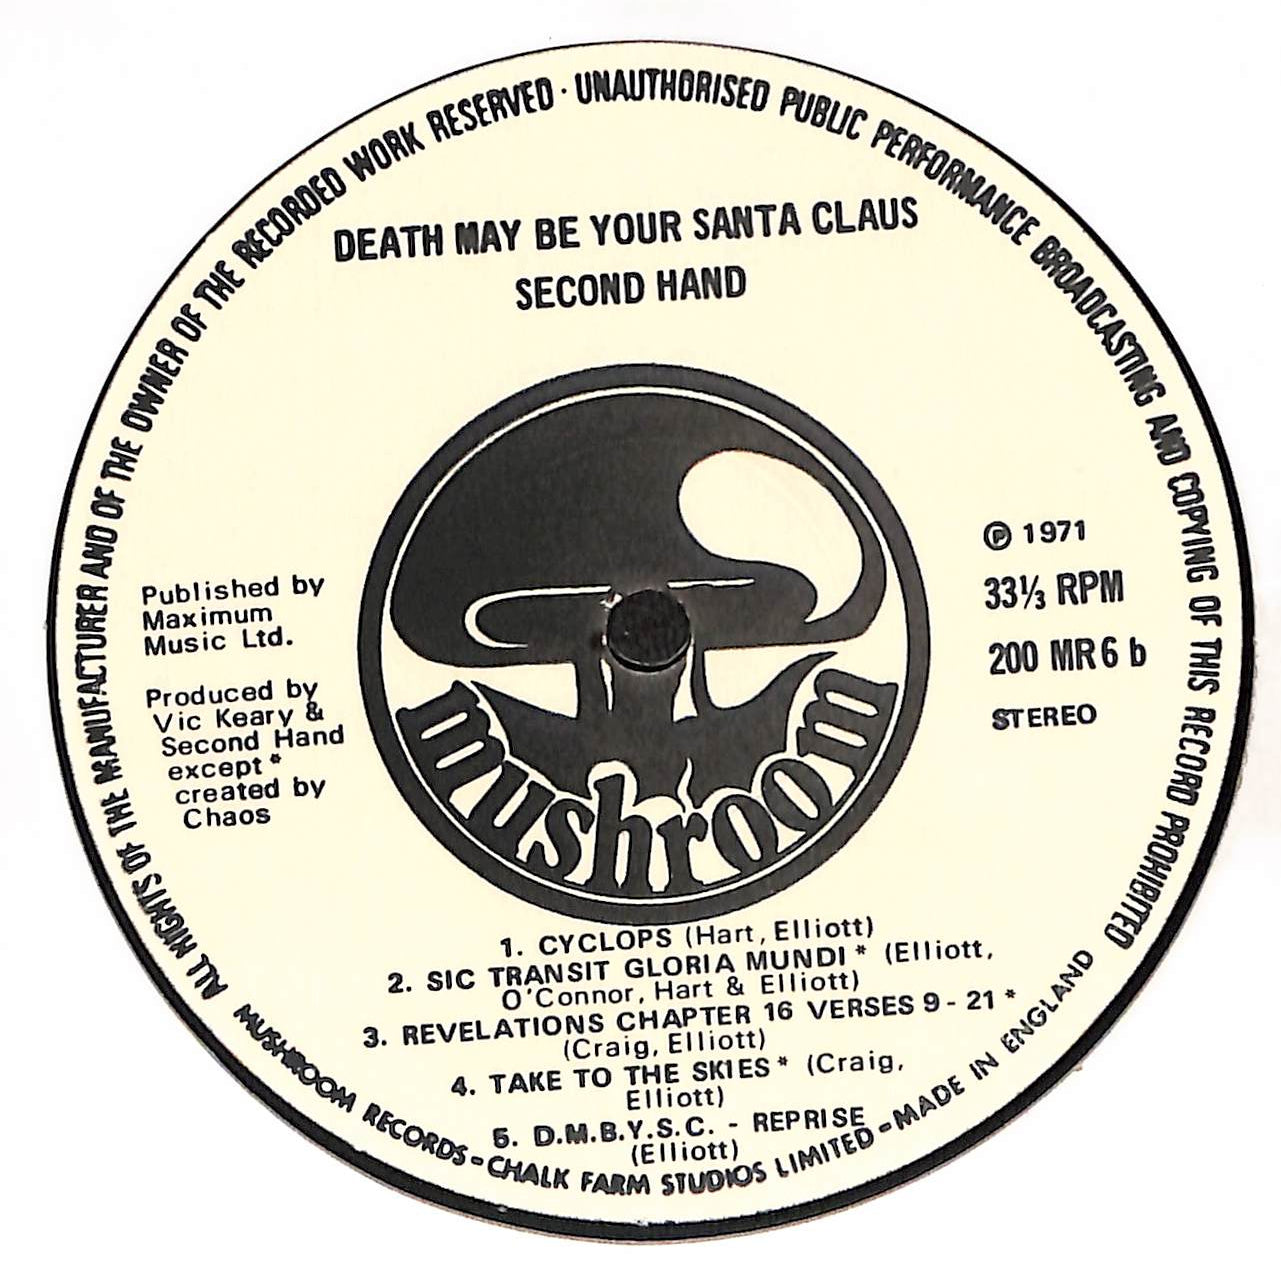 ALL RIGHTS OF THE MANUFACTURER AND OF THE OWNER OF THE RECORDED WORK RESERVED · UNAUTHORISED PUBLIC PERFORMANCE BROADCASTING AND COPYING OF THIS RECORD PROHIBITED
DEATH MAY BE YOUR SANTA CLAUS
SECOND HAND
Published by
Maximum
Music Ltd.
Produced by
Vic Keary &
Second Hand
except *
created by
Chaos
℗ 1971
33⅓ RPM
200 MR6 b
STEREO
mushroom
1. CYCLOPS (Hart, Elliott)
2. SIC TRANSIT GLORIA MUNDI * (Elliott,
O'Connor, Hart & Elliott)
3. REVELATIONS CHAPTER 16 VERSES 9 - 21 *
(Craig, Elliott)
4. TAKE TO THE SKIES * (Craig,
Elliott)
5. D.M.B.Y.S.C. - REPRISE
(Elliott)
MUSHROOM RECORDS - CHALK FARM STUDIOS LIMITED - MADE IN ENGLAND